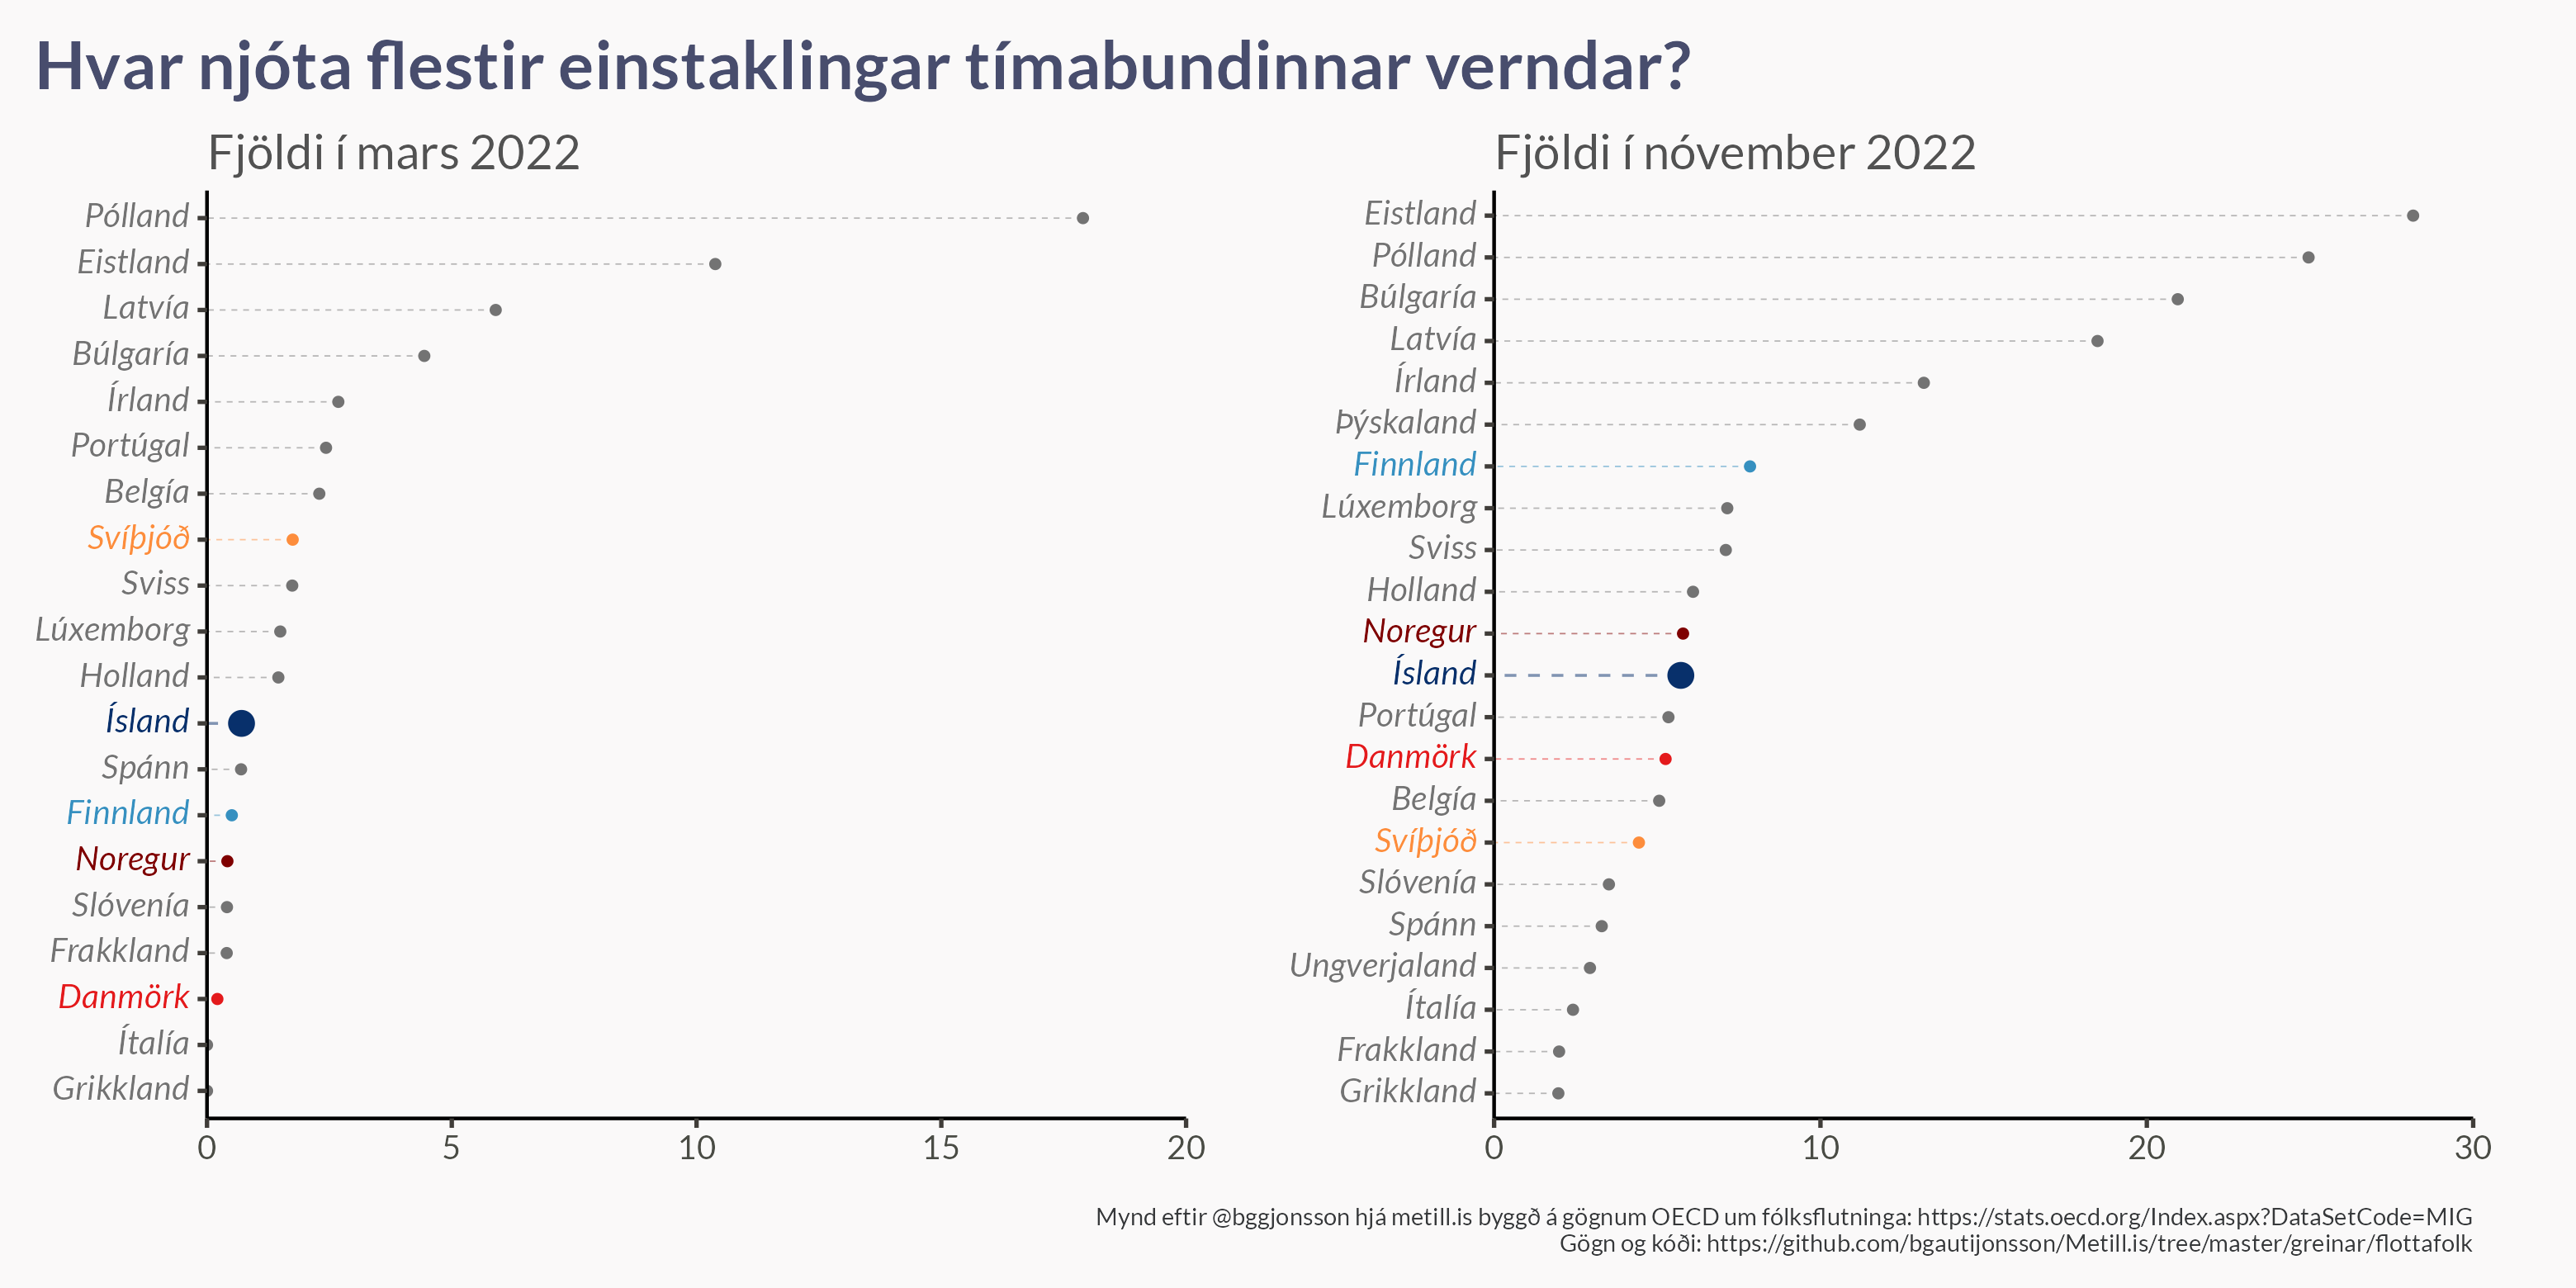 Hvar njóta flestir einstaklingar tímabundinnar verndar?
Fjöldi í mars 2022
Pólland
Eistland
Latvía
Búlgaría
Írland
Portúgal
Belgía
Svíþjóð
Sviss
Lúxemborg
Holland
Ísland
Spánn
Finnland
Noregur
Slóvenía
Frakkland
Danmörk
Ítalía
Grikkland
0 5 10 15 20
Fjöldi í nóvember 2022
Eistland
Pólland
Búlgaría
Latvía
Írland
Þýskaland
Finnland
Lúxemborg
Sviss
Holland
Noregur
Ísland
Portúgal
Danmörk
Belgía
Svíþjóð
Slóvenía
Spánn
Ungverjaland
Ítalía
Frakkland
Grikkland
0 10 20 30
Mynd eftir @bggjonsson hjá metill.is byggð á gögnum OECD um fólksflutninga: https://stats.oecd.org/Index.aspx?DataSetCode=MIG
Gögn og kóði: https://github.com/bgautijonsson/Metill.is/tree/master/greinar/flottafolk